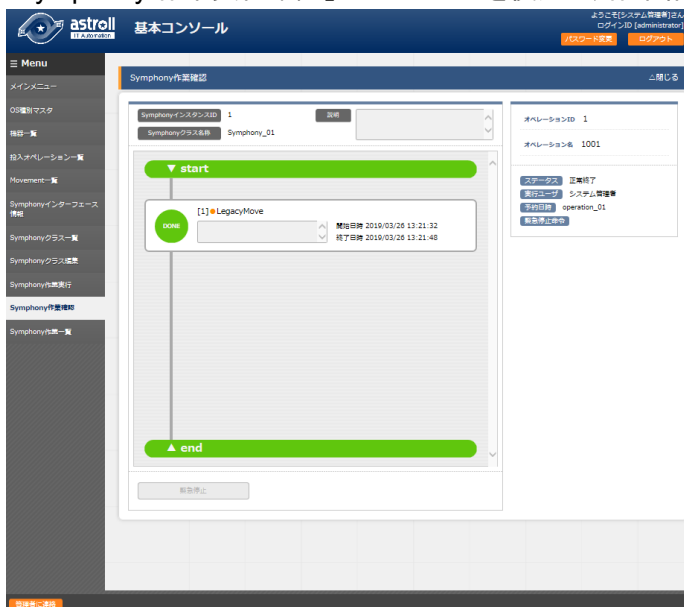 astroll
IT Automation
基本コンソール
ようこそ[システム管理者]さん
ログインID [administrator]
パスワード変更
ログアウト
Menu
メインメニュー
OS種別マスタ
機器一覧
投入オペレーション一覧
Movement一覧
Symphonyインターフェース
情報
Symphonyクラス一覧
Symphonyクラス編集
Symphony作業実行
Symphony作業確認
Symphony作業一覧
Symphony作業確認
△閉じる
SymphonyインスタンスID 1 説明
Symphonyクラス名称 Symphony_01
▼ start
DONE
[1]●LegacyMove
開始日時 2019/03/26 13:21:32
終了日時 2019/03/26 13:21:48
▲ end
緊急停止
オペレーションID 1
オペレーション名 1001
ステータス 正常終了
実行ユーザ システム管理者
予約日時 operation_01
緊急停止命令
管理者に連絡